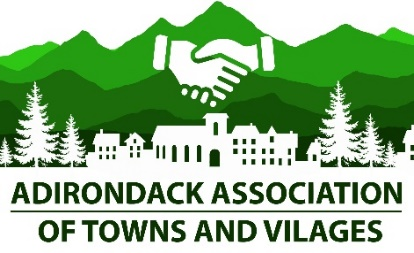 ADIRONDACK ASSOCIATION
OF TOWNS AND VILAGES